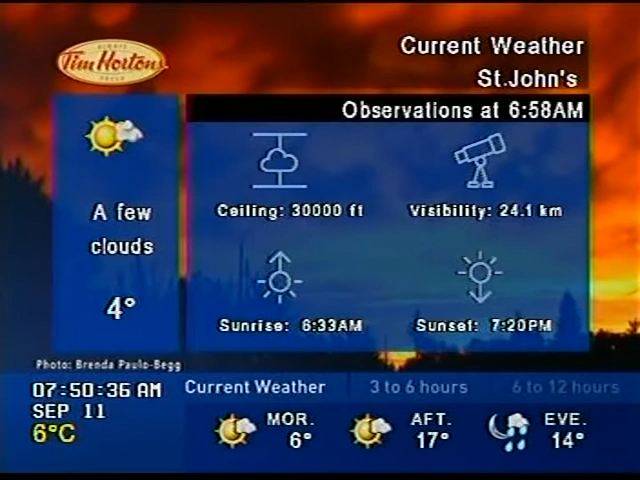 ALWAYS
Tim Hortons
FRESH
Current Weather
St.John's
Observations at 6:58AM
A few
clouds
4°
Ceiling: 30000 ft
Visibility: 24.1 km
Sunrise: 6:33AM
Sunset: 7:20PM
Photo: Brenda Paulo-Begg
07:50:36 AM
SEP 11
6°C
Current Weather
3 to 6 hours
6 to 12 hours
MOR.
6°
AFT.
17°
EVE.
14°